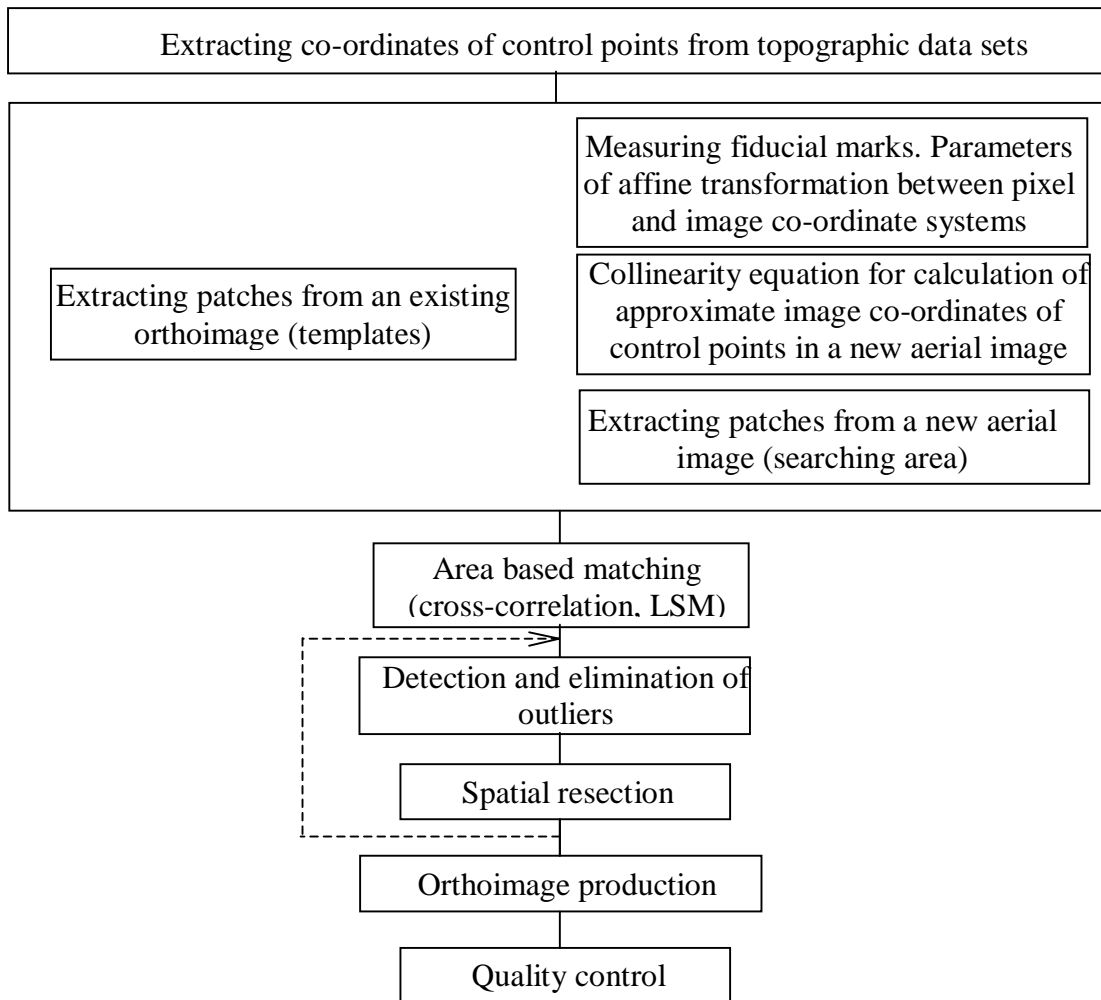 Extracting co-ordinates of control points from topographic data sets
Measuring fiducial marks. Parameters
of affine transformation between pixel
and image co-ordinate systems
Extracting patches from an existing
orthoimage (templates)
Collinearity equation for calculation of
approximate image co-ordinates of
control points in a new aerial image
Extracting patches from a new aerial
image (searching area)
Area based matching
(cross-correlation, LSM)
Detection and elimination of
outliers
Spatial resection
Orthoimage production
Quality control